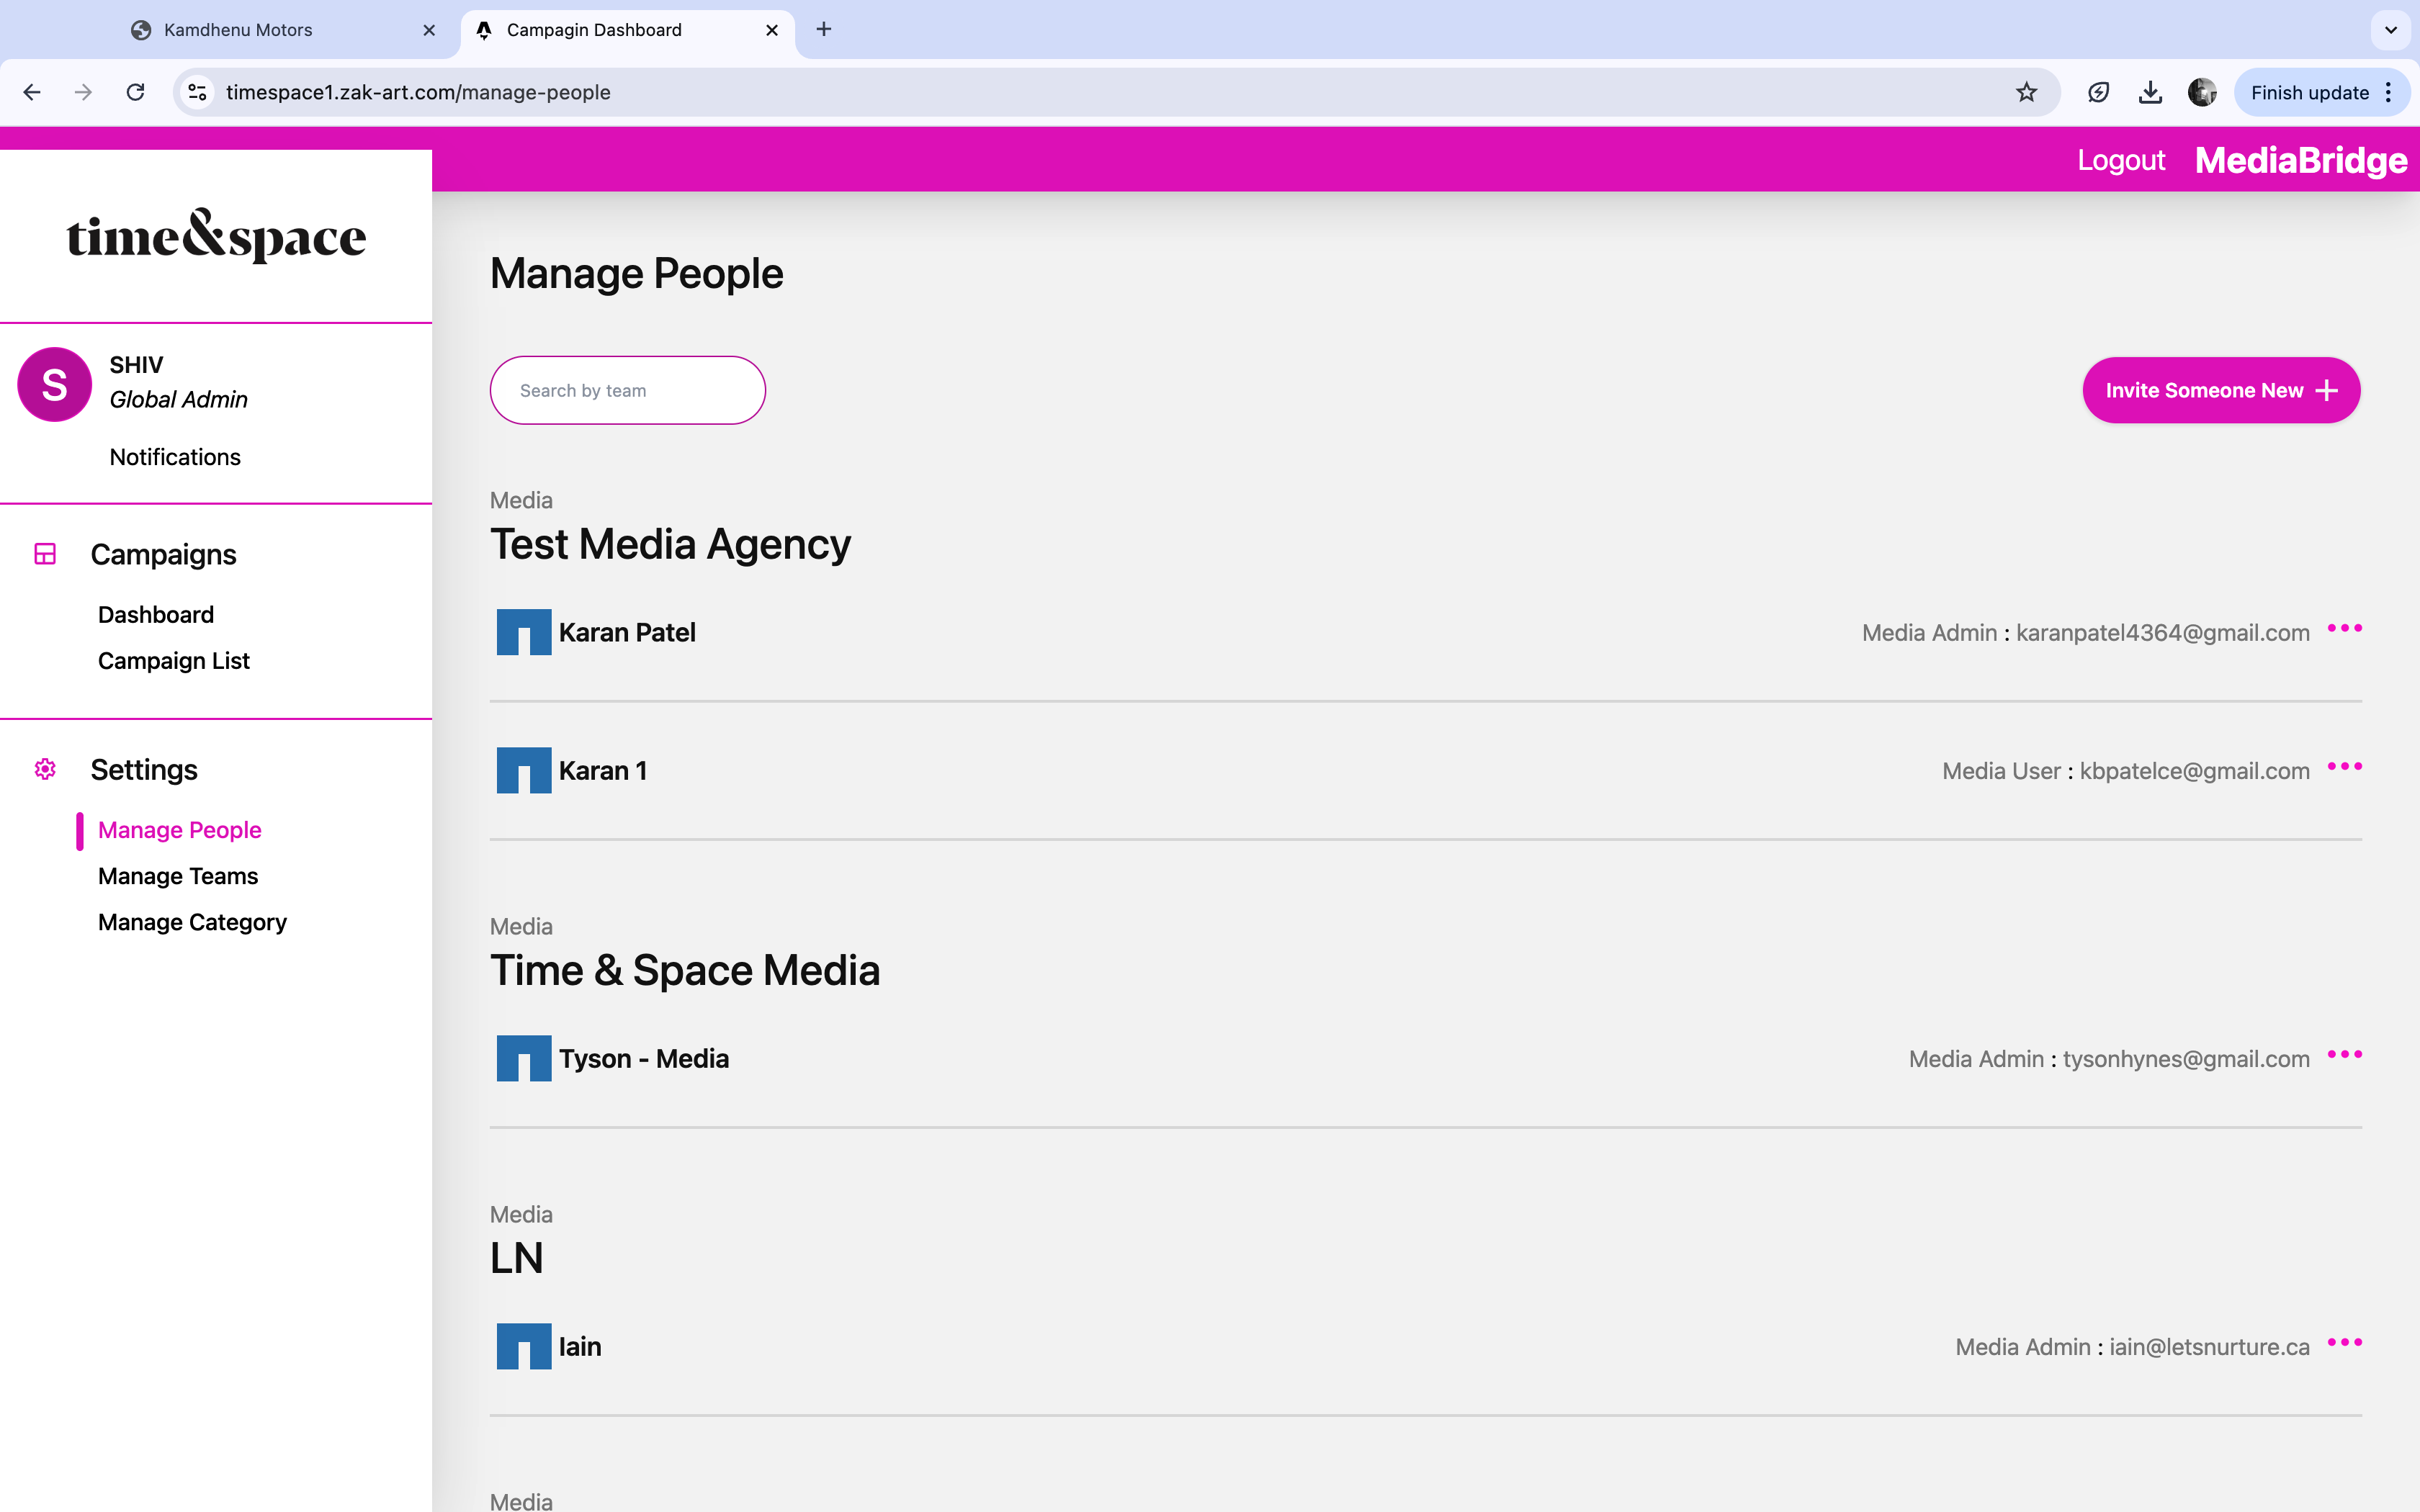 Kamdhenu Motors
Campagin Dashboard
timespace1.zak-art.com/manage-people
Finish update
Logout
MediaBridge
time&space
S
SHIV
Global Admin
Notifications
Campaigns
Dashboard
Campaign List
Settings
Manage People
Manage Teams
Manage Category
Manage People
Search by team
Invite Someone New
Media
Test Media Agency
Karan Patel
Media Admin : karanpatel4364@gmail.com
Karan 1
Media User : kbpatelce@gmail.com
Media
Time & Space Media
Tyson - Media
Media Admin : tysonhynes@gmail.com
Media
LN
Iain
Media Admin : iain@letsnurture.ca
Media